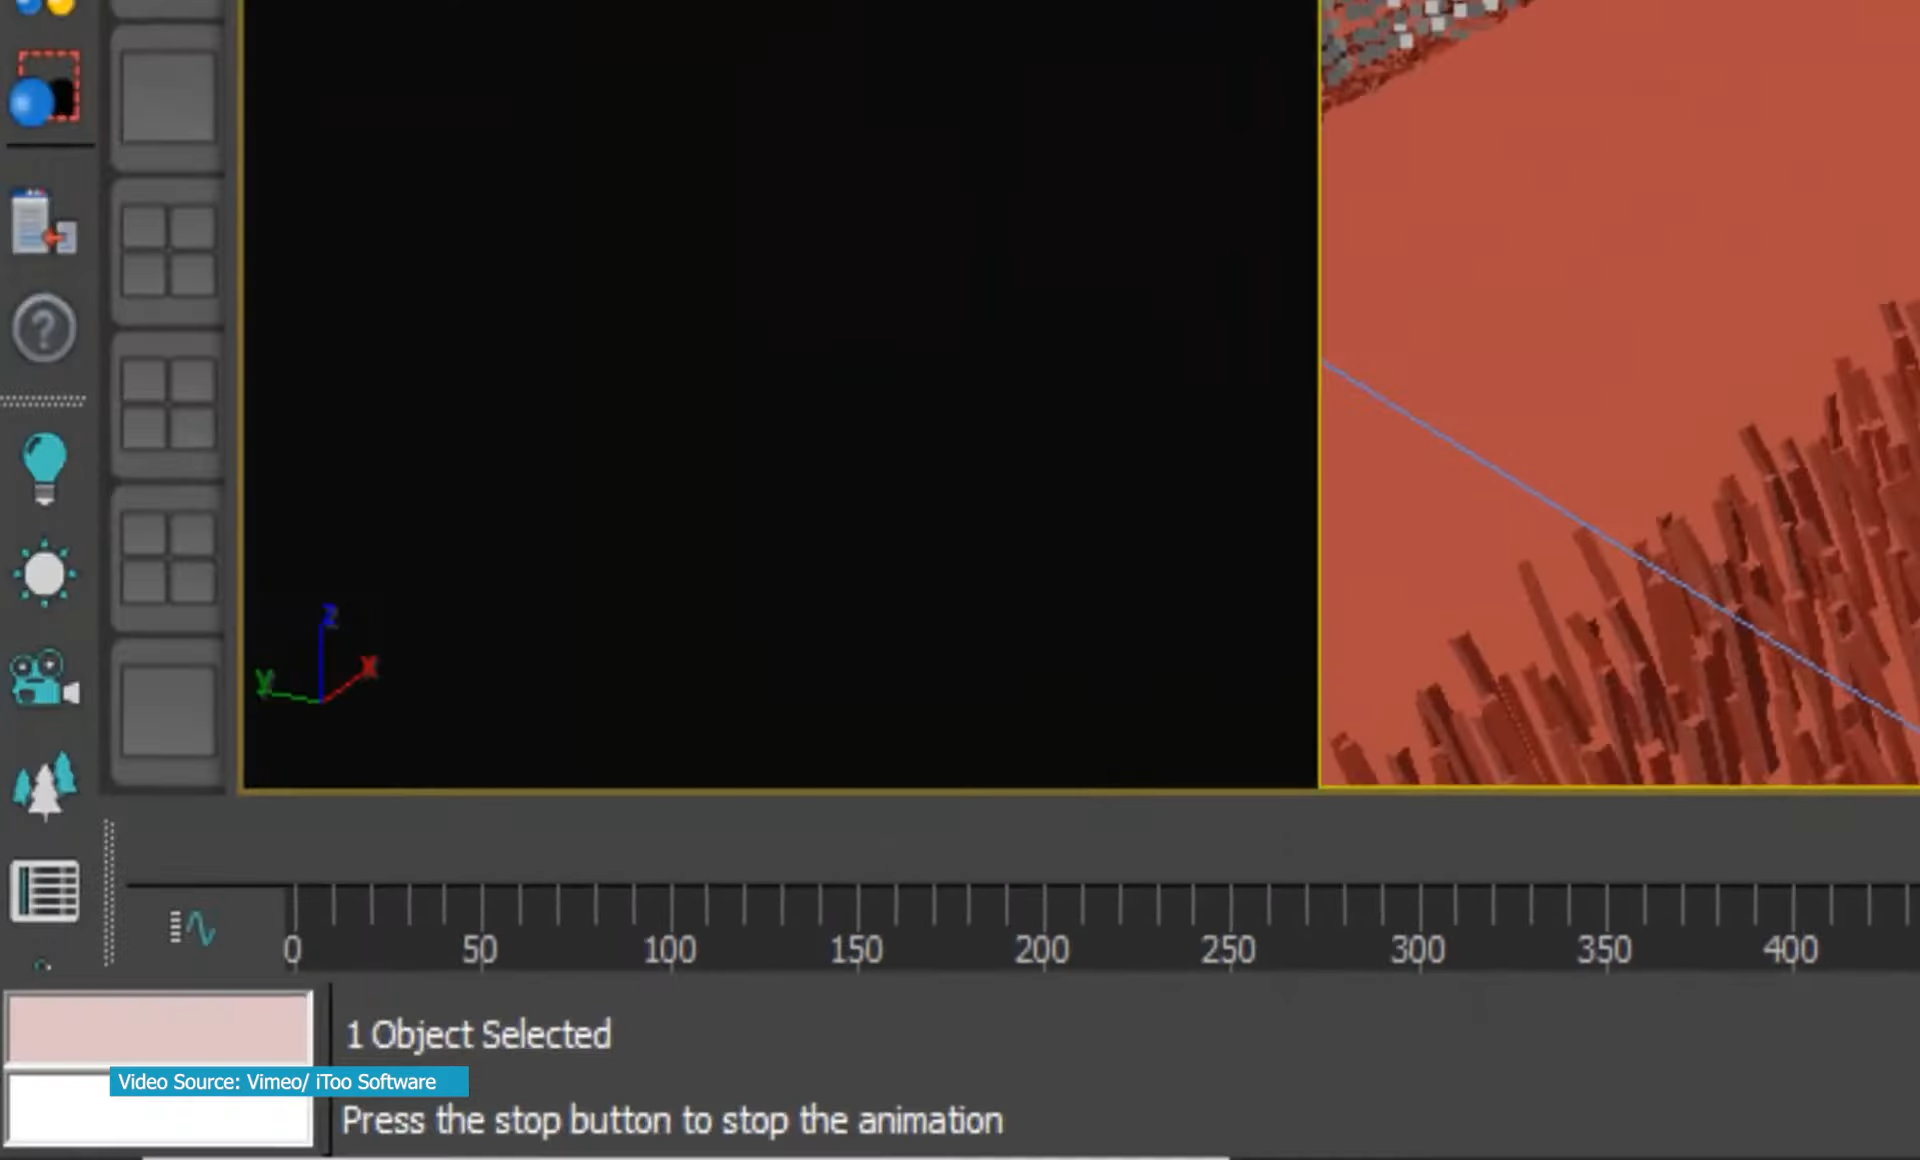 ?
z
y
x
0 50 100 150 200 250 300 350 400
1 Object Selected
Video Source: Vimeo/ iToo Software
Press the stop button to stop the animation